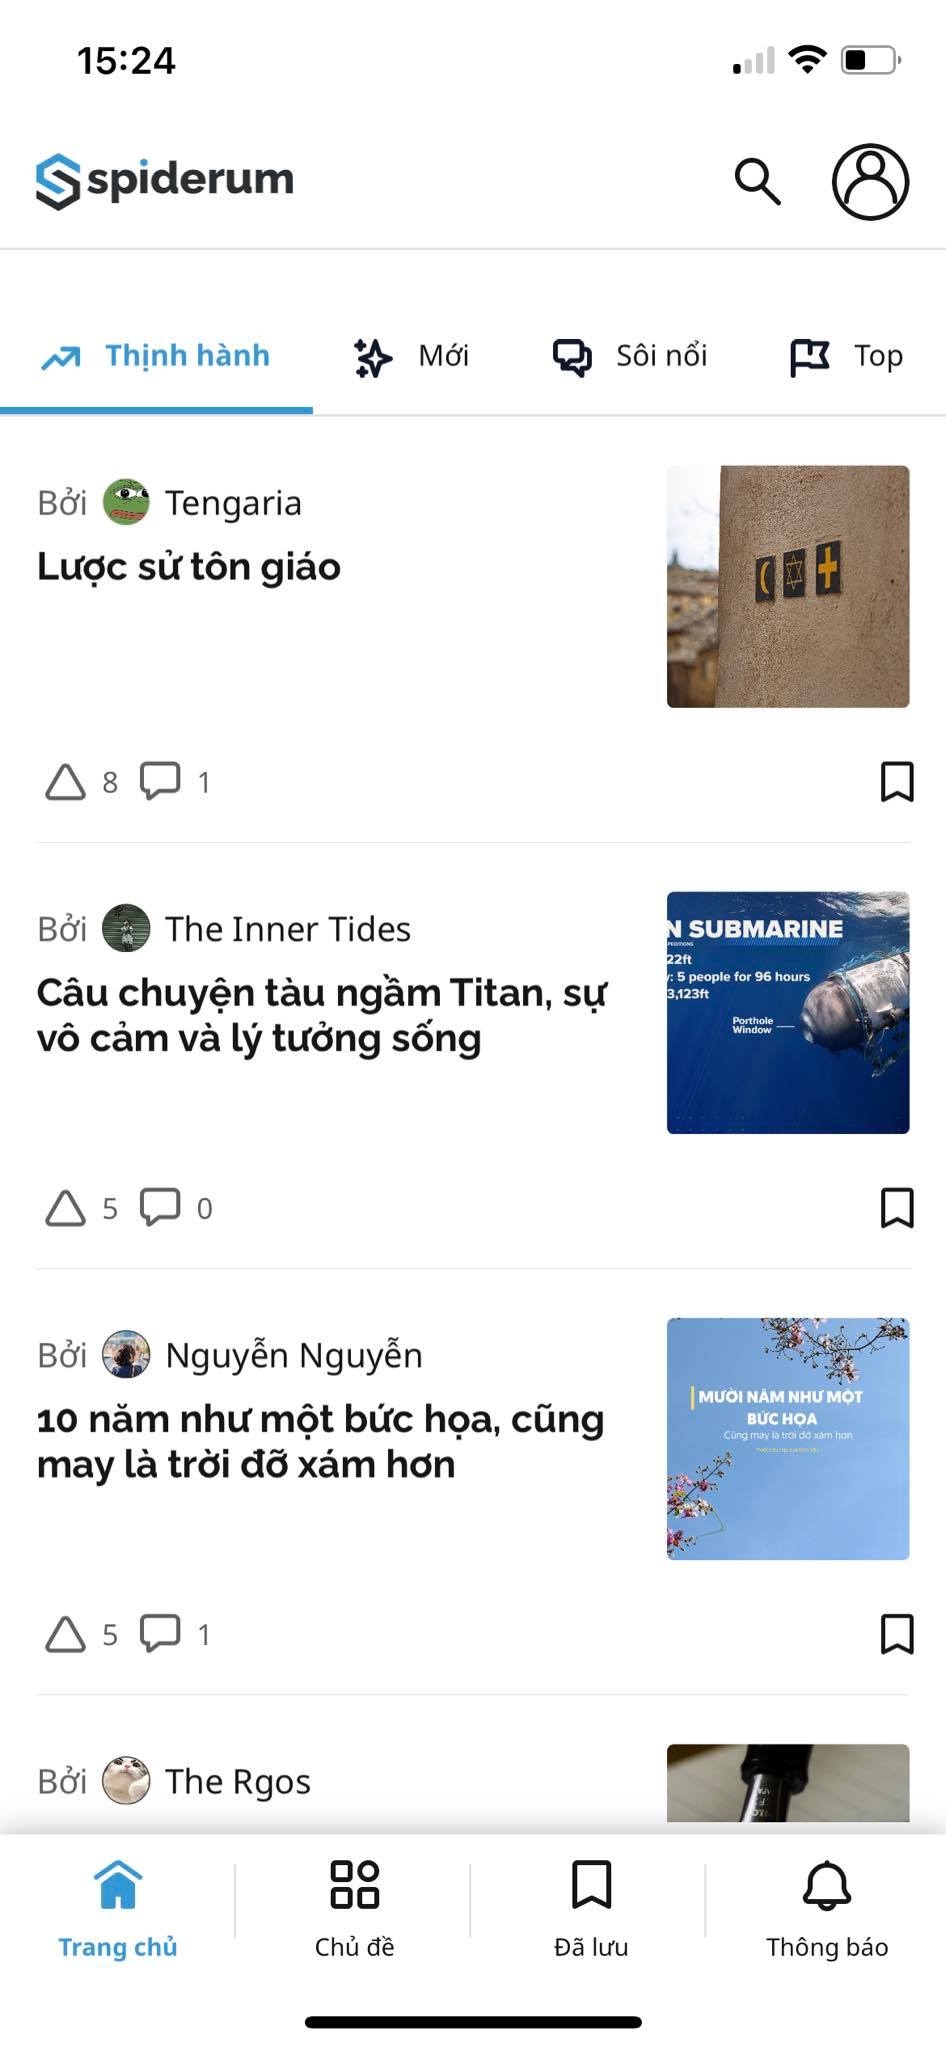 15:24
spiderum
Thịnh hành
Mới
Sôi nổi
Top
Bởi Tengaria
Lược sử tôn giáo
8 1
Bởi The Inner Tides
Câu chuyện tàu ngầm Titan, sự
vô cảm và lý tưởng sống
N SUBMARINE
22ft
: 5 people for 96 hours
3,123ft
Porthole
Window
5 0
Bởi Nguyễn Nguyễn
10 năm như một bức họa, cũng
may là trời đỡ xám hơn
MƯỜI NĂM NHƯ MỘT
BỨC HỌA
Cũng may là trời đỡ xám hơn
5 1
Bởi The Rgos
Trang chủ
Chủ đề
Đã lưu
Thông báo